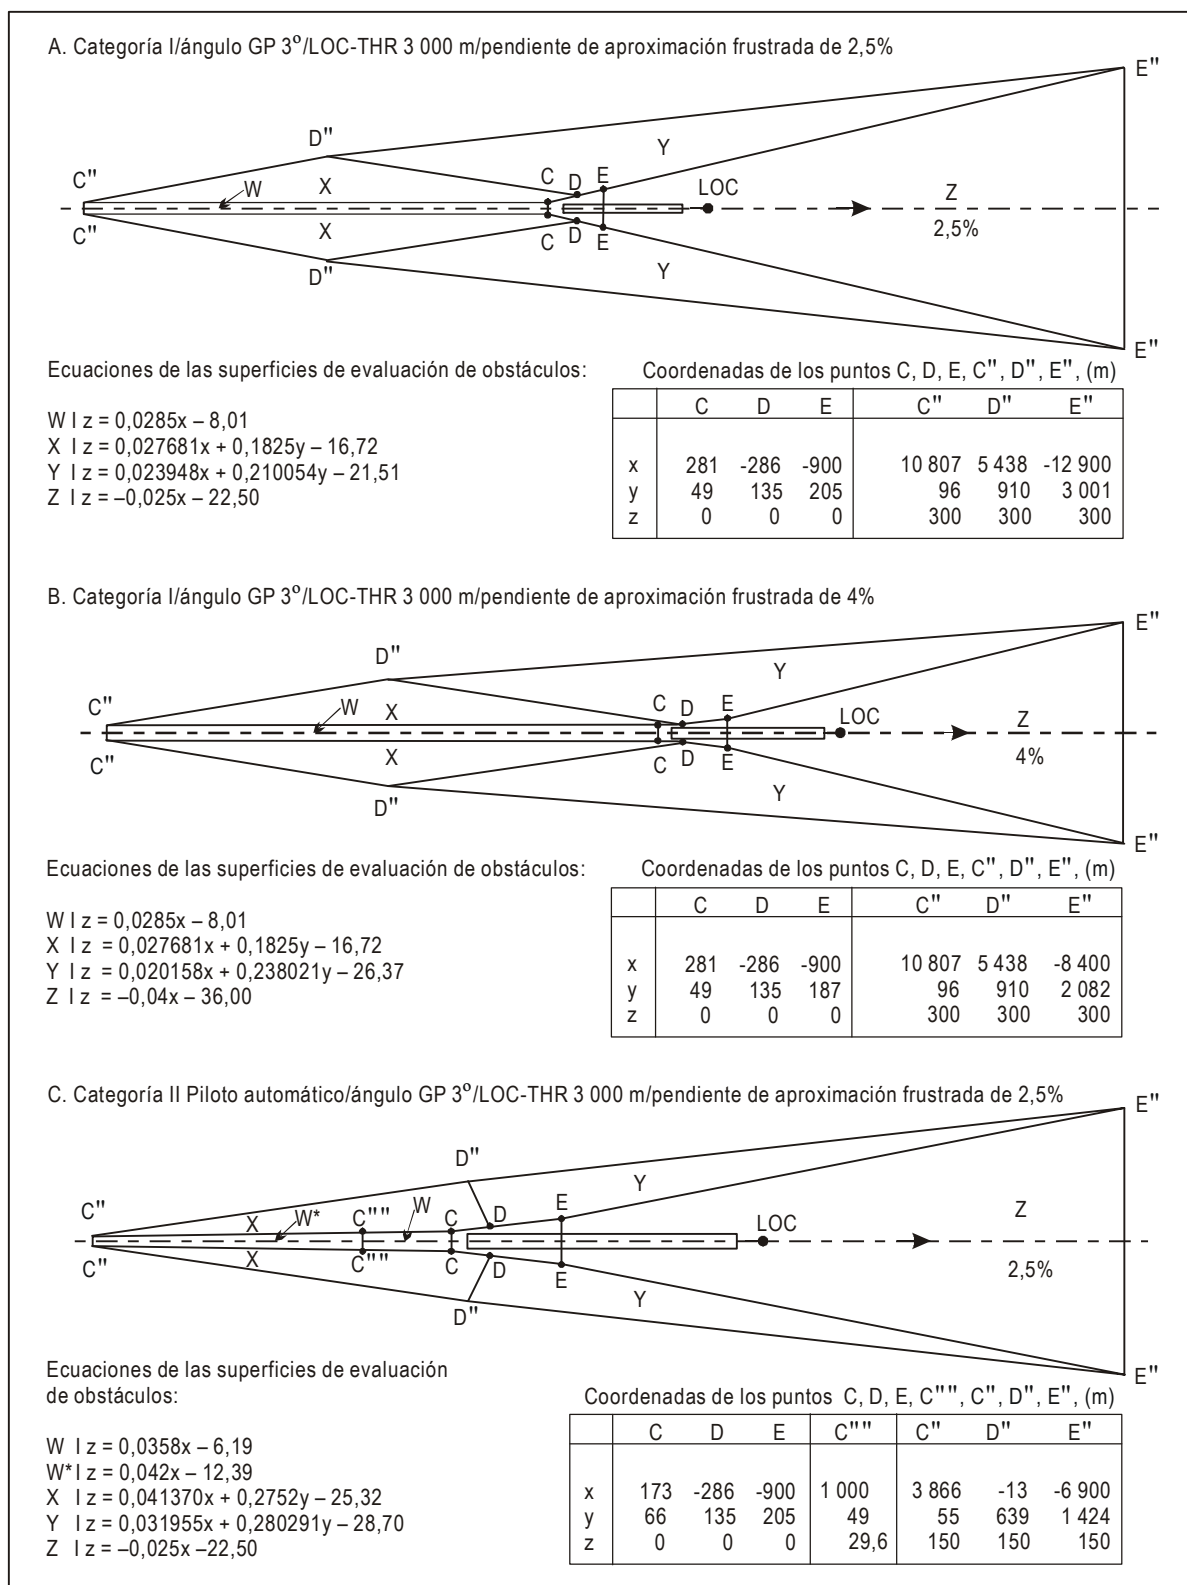 A. Categoría I/ángulo GP 3º/LOC-THR 3 000 m/pendiente de aproximación frustrada de 2,5%
E"
D"
Y
C" W X C D E LOC Z
C" X C D E 2,5%
D"
Y
E"
Ecuaciones de las superficies de evaluación de obstáculos:
W I z = 0,0285x – 8,01
X I z = 0,027681x + 0,1825y – 16,72
Y I z = 0,023948x + 0,210054y – 21,51
Z I z = –0,025x – 22,50
Coordenadas de los puntos C, D, E, C", D", E", (m)
C D E C" D" E"
x 281 -286 -900 10 807 5 438 -12 900
y 49 135 205 96 910 3 001
z 0 0 0 300 300 300
B. Categoría I/ángulo GP 3º/LOC-THR 3 000 m/pendiente de aproximación frustrada de 4%
E"
D"
Y
C" W X C D E LOC Z
C" X C D E 4%
D"
Y
E"
Ecuaciones de las superficies de evaluación de obstáculos:
W I z = 0,0285x – 8,01
X I z = 0,027681x + 0,1825y – 16,72
Y I z = 0,020158x + 0,238021y – 26,37
Z I z = –0,04x – 36,00
Coordenadas de los puntos C, D, E, C", D", E", (m)
C D E C" D" E"
x 281 -286 -900 10 807 5 438 -8 400
y 49 135 187 96 910 2 082
z 0 0 0 300 300 300
C. Categoría II Piloto automático/ángulo GP 3º/LOC-THR 3 000 m/pendiente de aproximación frustrada de 2,5%
E"
D"
Y
C" X W* C"" W C D E LOC Z
C" X C"" C D E 2,5%
D"
Y
E"
Ecuaciones de las superficies de evaluación
de obstáculos:
W I z = 0,0358x – 6,19
W* I z = 0,042x – 12,39
X I z = 0,041370x + 0,2752y – 25,32
Y I z = 0,031955x + 0,280291y – 28,70
Z I z = –0,025x –22,50
Coordenadas de los puntos C, D, E, C"", C", D", E", (m)
C D E C"" C" D" E"
x 173 -286 -900 1 000 3 866 -13 -6 900
y 66 135 205 49 55 639 1 424
z 0 0 0 29,6 150 150 150